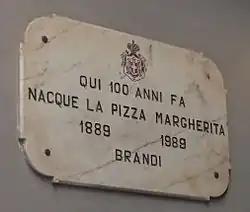 QUI 100 ANNI FA
NACQUE LA PIZZA MARGHERITA
1889 1989
BRANDI